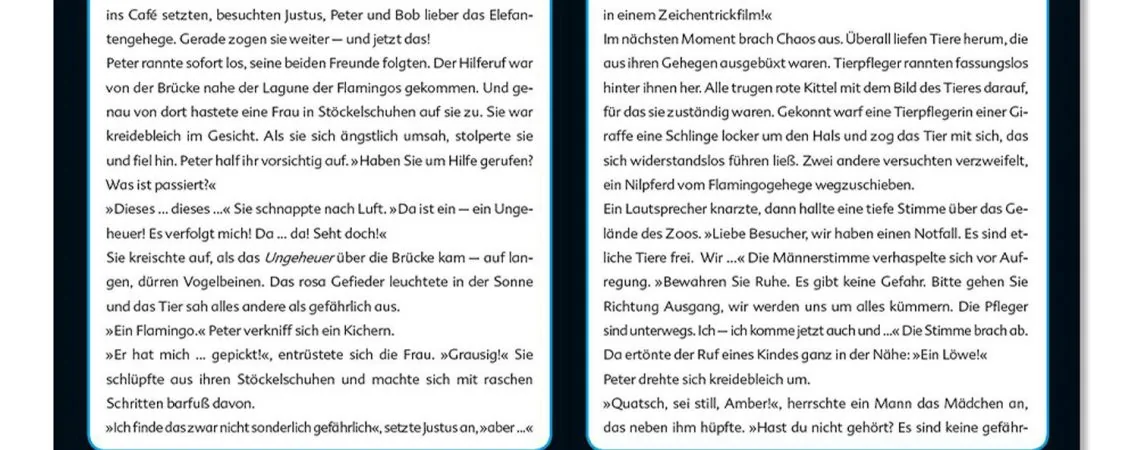 ins Café setzten, besuchten Justus, Peter und Bob lieber das Elefan-
tengehege. Gerade zogen sie weiter — und jetzt das!
Peter rannte sofort los, seine beiden Freunde folgten. Der Hilferuf war
von der Brücke nahe der Lagune der Flamingos gekommen. Und ge-
nau von dort hastete eine Frau in Stöckelschuhen auf sie zu. Sie war
kreidebleich im Gesicht. Als sie sich ängstlich umsah, stolperte sie
und fiel hin. Peter half ihr vorsichtig auf. »Haben Sie um Hilfe gerufen?
Was ist passiert?«
»Dieses ... dieses ...« Sie schnappte nach Luft. »Da ist ein — ein Unge-
heuer! Es verfolgt mich! Da ... da! Seht doch!«
Sie kreischte auf, als das Ungeheuer über die Brücke kam — auf lan-
gen, dürren Vogelbeinen. Das rosa Gefieder leuchtete in der Sonne
und das Tier sah alles andere als gefährlich aus.
»Ein Flamingo.« Peter verkniff sich ein Kichern.
»Er hat mich ... gepickt!«, entrüstete sich die Frau. »Grausig!« Sie
schlüpfte aus ihren Stöckelschuhen und machte sich mit raschen
Schritten barfuß davon.
»Ich finde das zwar nicht sonderlich gefährlich«, setzte Justus an, »aber ...«
in einem Zeichentrickfilm!«
Im nächsten Moment brach Chaos aus. Überall liefen Tiere herum, die
aus ihren Gehegen ausgebüxt waren. Tierpfleger rannten fassungslos
hinter ihnen her. Alle trugen rote Kittel mit dem Bild des Tieres darauf,
für das sie zuständig waren. Gekonnt warf eine Tierpflegerin einer Gi-
raffe eine Schlinge locker um den Hals und zog das Tier mit sich, das
sich widerstandslos führen ließ. Zwei andere versuchten verzweifelt,
ein Nilpferd vom Flamingogehege wegzuschieben.
Ein Lautsprecher knarzte, dann hallte eine tiefe Stimme über das Ge-
lände des Zoos. »Liebe Besucher, wir haben einen Notfall. Es sind et-
liche Tiere frei. Wir ...« Die Männerstimme verhaspelte sich vor Auf-
regung. »Bewahren Sie Ruhe. Es gibt keine Gefahr. Bitte gehen Sie
Richtung Ausgang, wir werden uns um alles kümmern. Die Pfleger
sind unterwegs. Ich — ich komme jetzt auch und ...« Die Stimme brach ab.
Da ertönte der Ruf eines Kindes ganz in der Nähe: »Ein Löwe!«
Peter drehte sich kreidebleich um.
»Quatsch, sei still, Amber!«, herrschte ein Mann das Mädchen an,
das neben ihm hüpfte. »Hast du nicht gehört? Es sind keine gefähr-